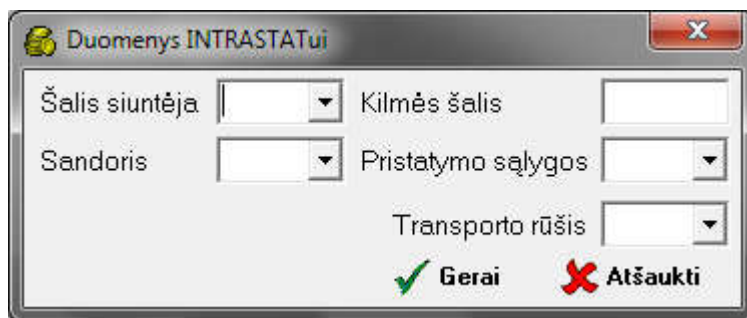 Duomenys INTRASTATui
Šalis siuntėja Kilmės šalis
Sandoris Pristatymo sąlygos
Transporto rūšis
Gerai Atšaukti